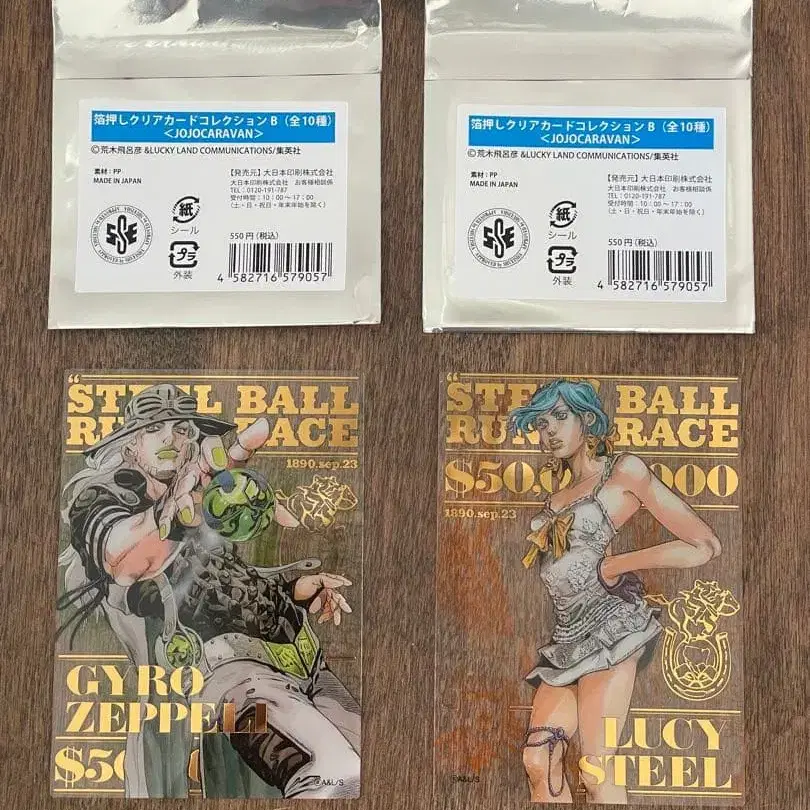 箔押しクリアカードコレクション B（全10種）
＜JOJOCARAVAN＞
©荒木飛呂彦 &LUCKY LAND COMMUNICATIONS/集英社
素材：PP
MADE IN JAPAN
【発売元】大日本印刷株式会社
大日本印刷株式会社 お客様相談係
TEL：0120-191-787
受付時間：10：00～17：00
（土・日・祝日・年末年始を除く）
紙
シール
プラ
外装
550円（税込）
4 582716 579057
箔押しクリアカードコレクション B（全10種）
＜JOJOCARAVAN＞
©荒木飛呂彦 &LUCKY LAND COMMUNICATIONS/集英社
素材：PP
MADE IN JAPAN
【発売元】大日本印刷株式会社
大日本印刷株式会社 お客様相談係
TEL：0120-191-787
受付時間：10：00～17：00
（土・日・祝日・年末年始を除く）
紙
シール
プラ
外装
550円（税込）
4 582716 579057
“STEEL BALL
RUN RACE
1890.sep.23
GYRO
ZEPPELI
©A.L/S
“STEEL BALL
RUN RACE
1890.sep.23
LUCY
STEEL
©A&L/S